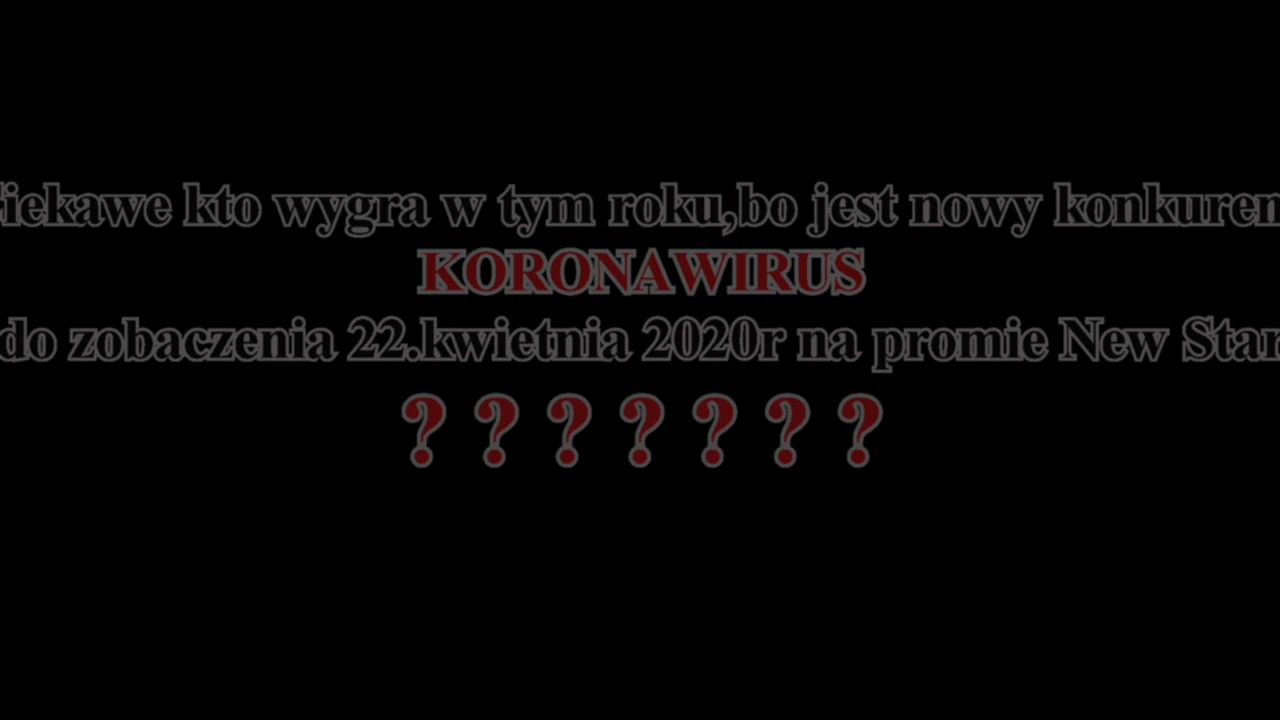 iekawe kto wygra w tym roku,bo jest nowy konkuren
KORONAWIRUS
do zobaczenia 22.kwietnia 2020r na promie New Star
? ? ? ? ? ? ?